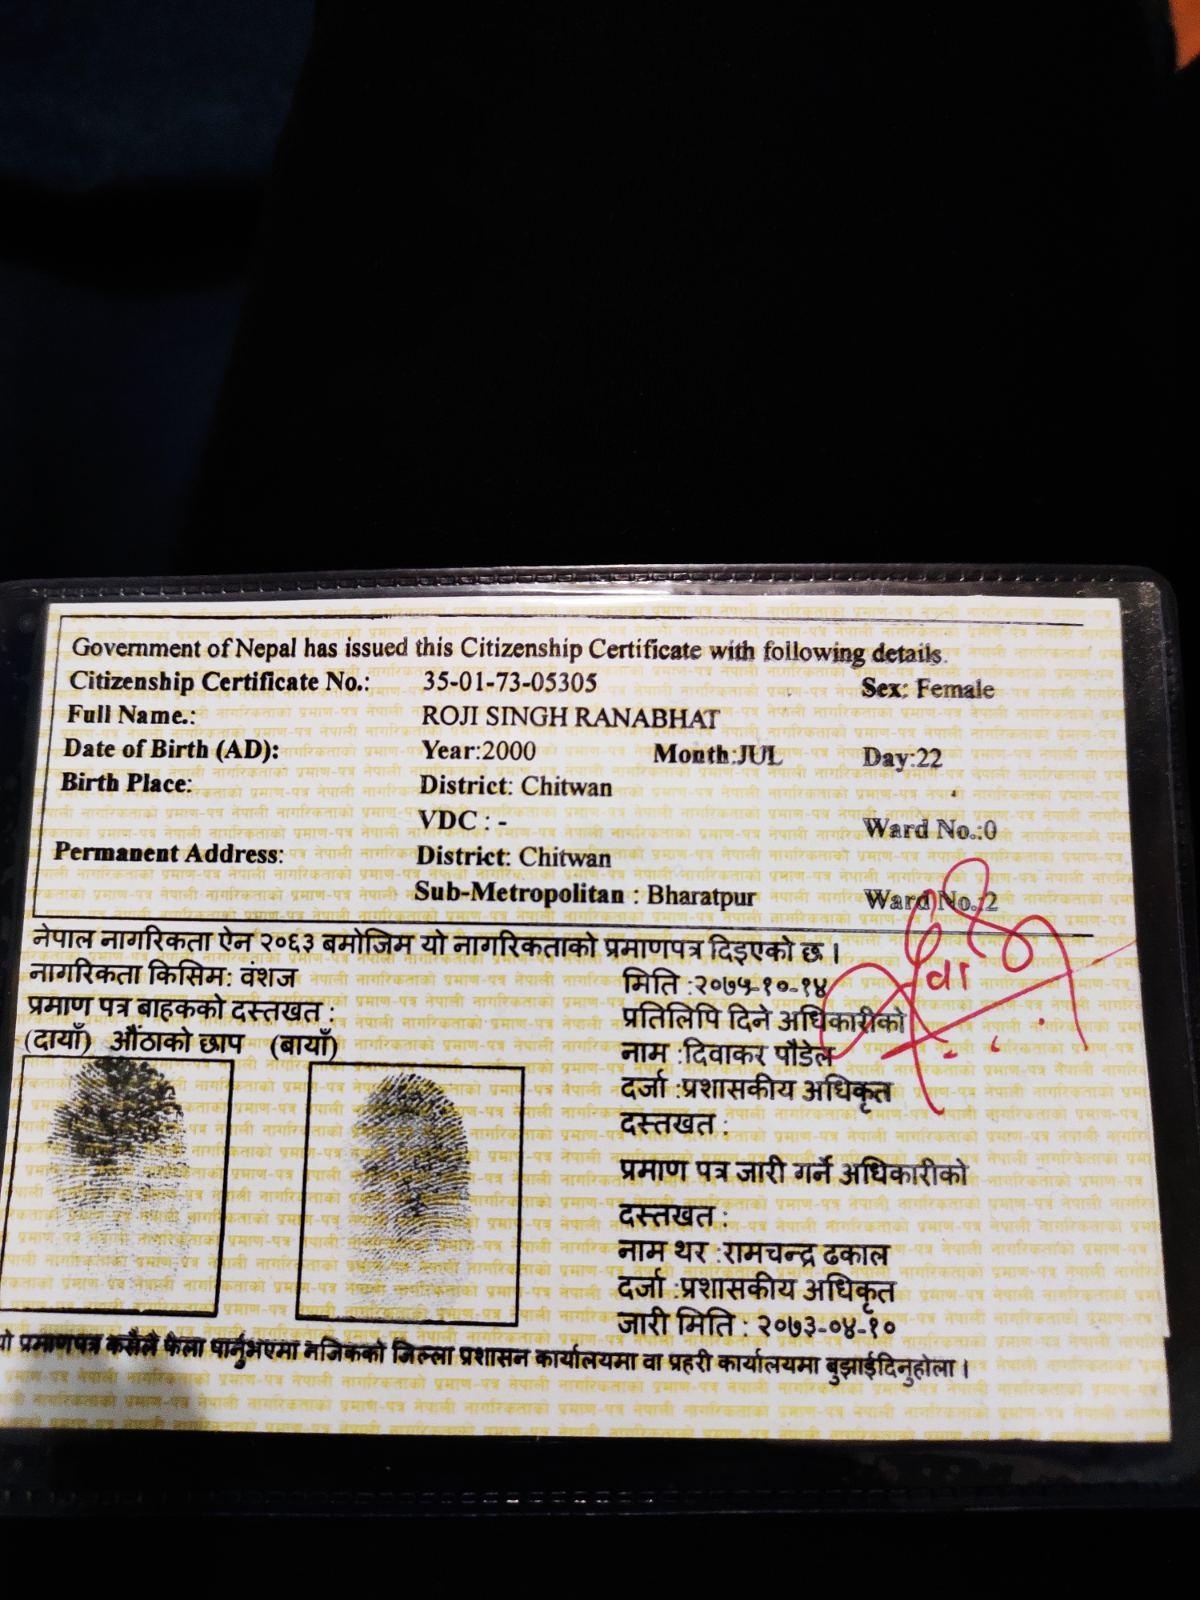 Government of Nepal has issued this Citizenship Certificate with following details.
Citizenship Certificate No.: 35-01-73-05305 Sex: Female
Full Name.: ROJI SINGH RANABHAT
Date of Birth (AD): Year:2000 Month:JUL Day:22
Birth Place: District: Chitwan
VDC : - Ward No.:0
Permanent Address: District: Chitwan
Sub-Metropolitan : Bharatpur Ward No.:2
नेपाल नागरिकता ऐन २०६३ बमोजिम यो नागरिकताको प्रमाणपत्र दिइएको छ ।
नागरिकता किसिम: वंशज
प्रमाण पत्र बाहकको दस्तखत :
(दायाँ) औंठाको छाप (बायाँ)
मिति :२०७५-१०-१४
प्रतिलिपि दिने अधिकारीको
नाम :दिवाकर पौडेल
दर्जा :प्रशासकीय अधिकृत
दस्तखत :
प्रमाण पत्र जारी गर्ने अधिकारीको
दस्तखत :
नाम थर :रामचन्द्र ढकाल
दर्जा :प्रशासकीय अधिकृत
जारी मिति : २०७३-०४-१०
यो प्रमाणपत्र कसैले फेला पार्नुभएमा नजिकको जिल्ला प्रशासन कार्यालयमा वा प्रहरी कार्यालयमा बुझाईदिनुहोला ।